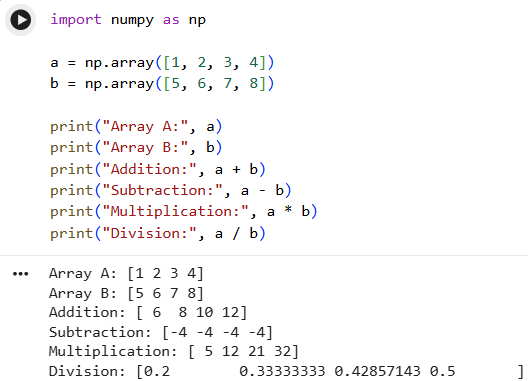 import numpy as np
a = np.array([1, 2, 3, 4])
b = np.array([5, 6, 7, 8])
print("Array A:", a)
print("Array B:", b)
print("Addition:", a + b)
print("Subtraction:", a - b)
print("Multiplication:", a * b)
print("Division:", a / b)
Array A: [1 2 3 4]
Array B: [5 6 7 8]
Addition: [ 6  8 10 12]
Subtraction: [-4 -4 -4 -4]
Multiplication: [ 5 12 21 32]
Division: [0.2        0.33333333 0.42857143 0.5       ]